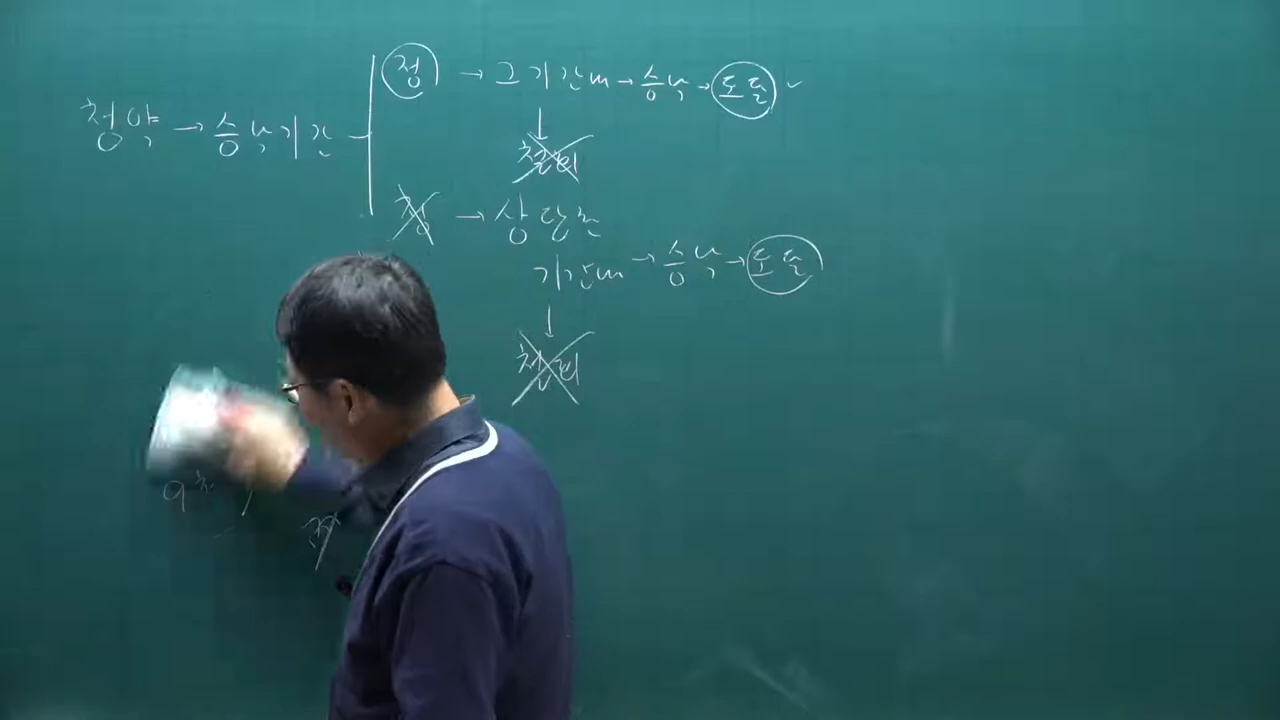 청약 → 승낙기간
정 → 그 기간내 → 승낙 → 도달 ✓
↓
철회
정 → 상당한
기간내 → 승낙 → 도달
↓
철회